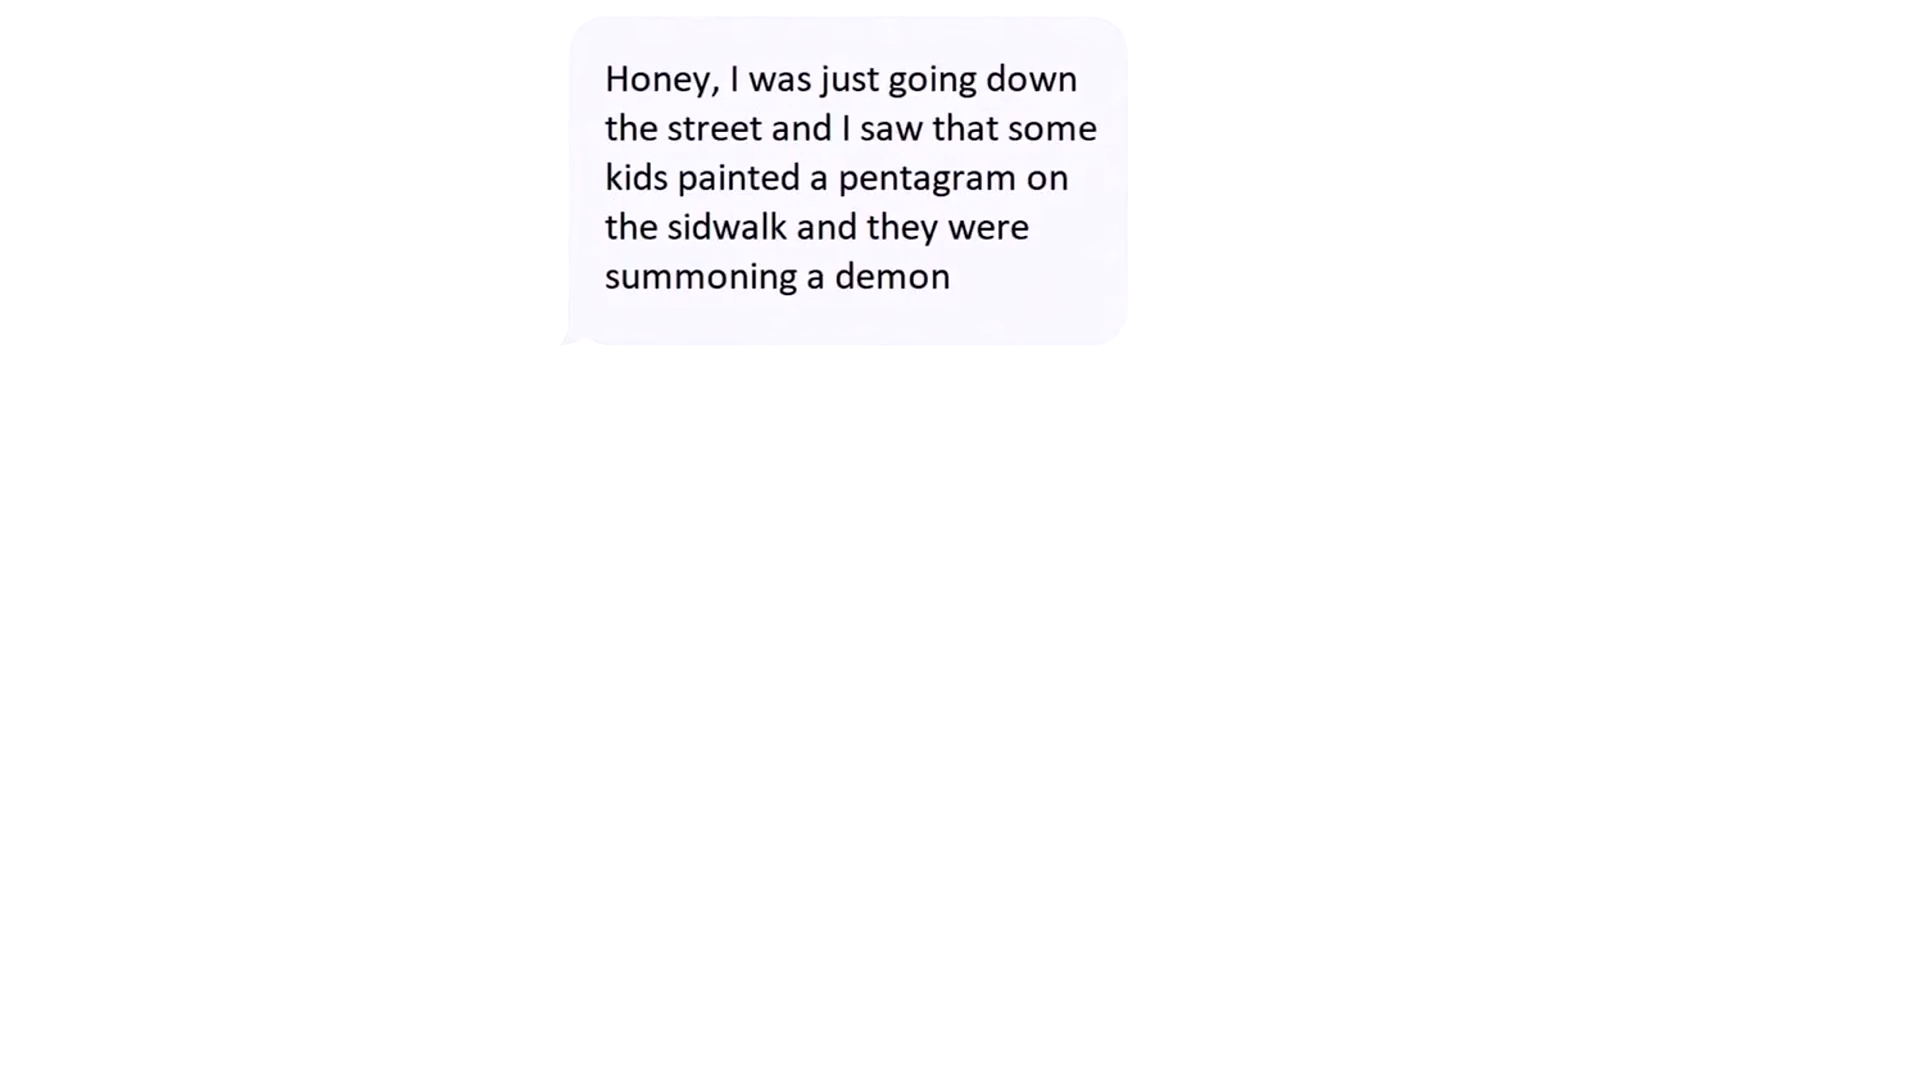 Honey, I was just going down
the street and I saw that some
kids painted a pentagram on
the sidwalk and they were
summoning a demon